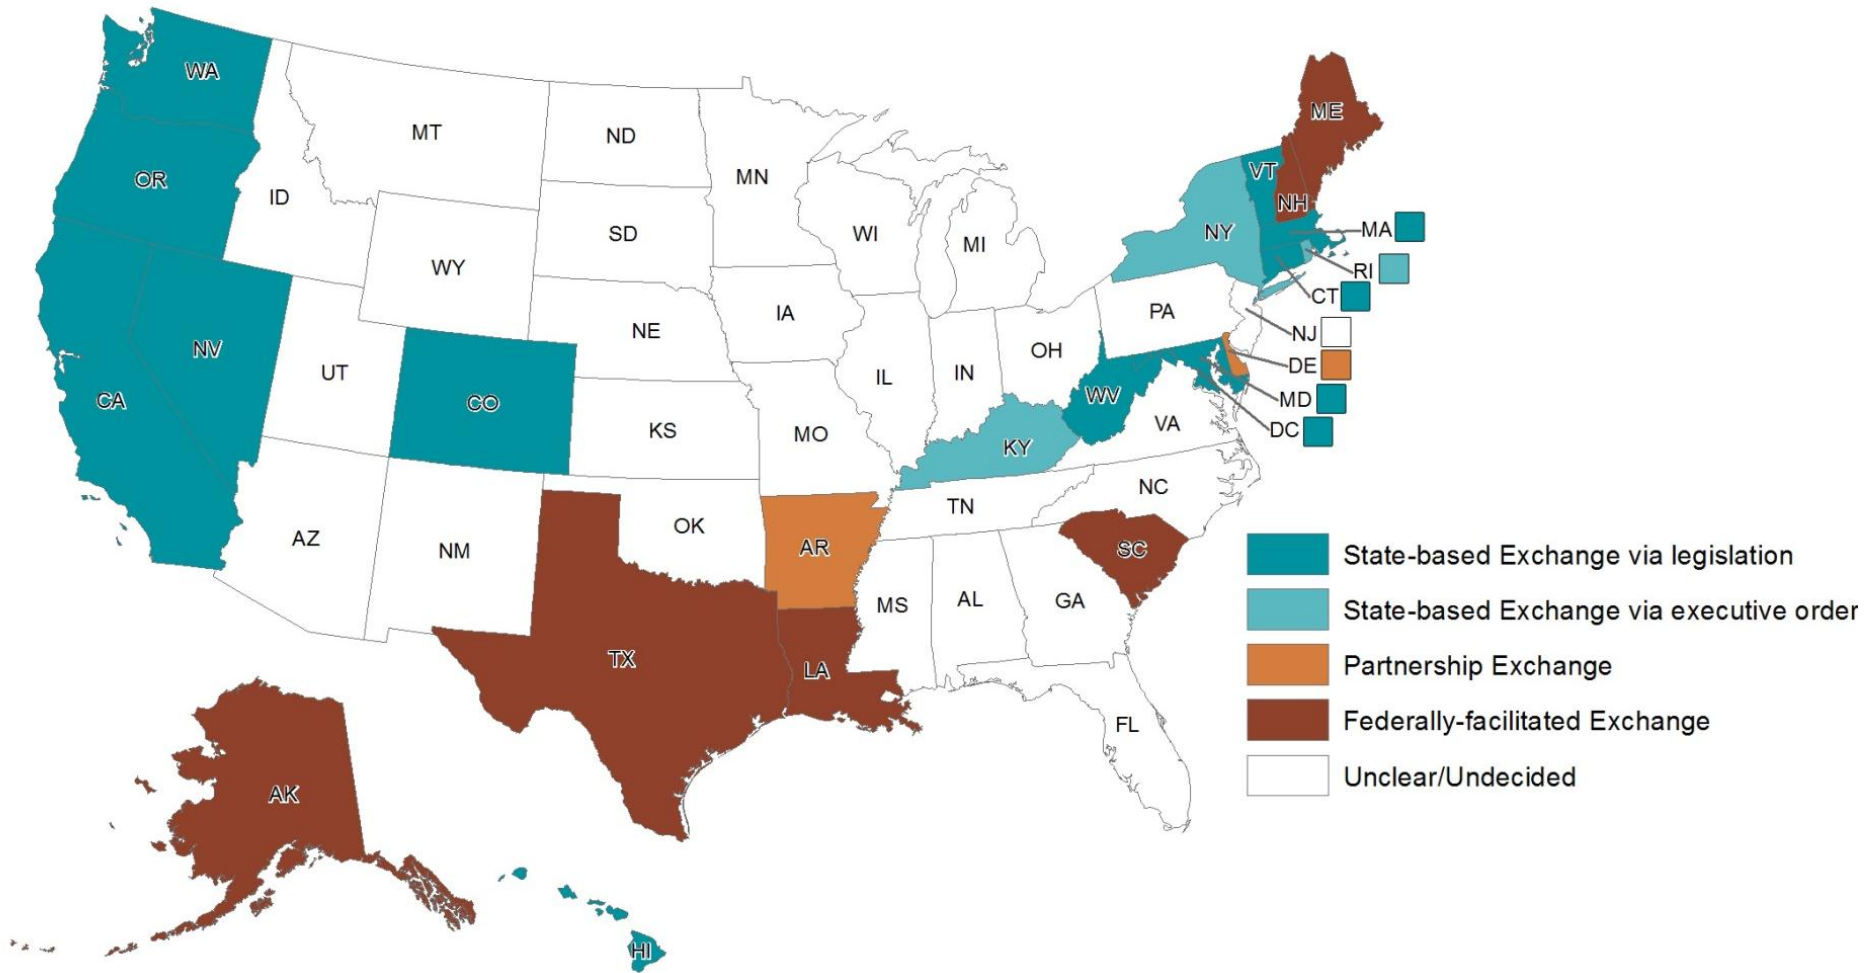 WA
MT
ND
MN
OR
ID
SD
WI
MI
WY
IA
NE
NV
UT
CA
CO
IL
IN
OH
PA
KS
MO
KY
WV
VA
ME
VT
NH
NY
MA
RI
CT
NJ
DE
MD
DC
AZ
NM
OK
AR
TN
NC
SC
MS
AL
GA
TX
LA
FL
AK
HI
State-based Exchange via legislation
State-based Exchange via executive order
Partnership Exchange
Federally-facilitated Exchange
Unclear/Undecided